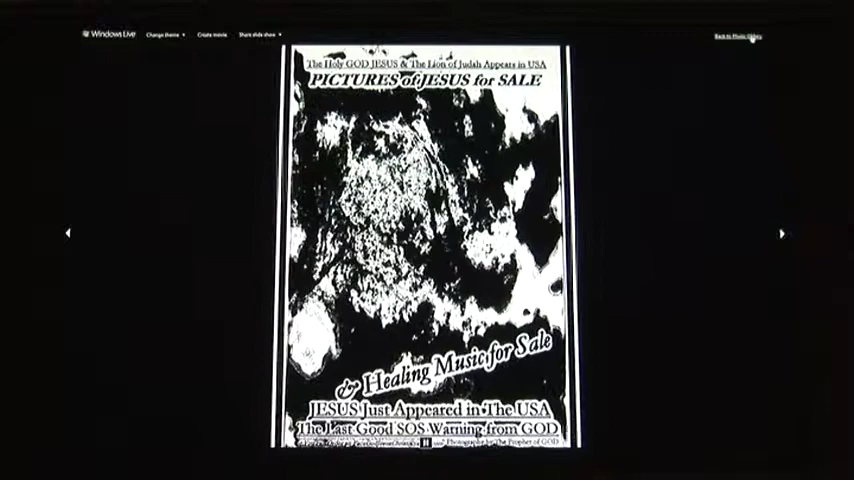 Windows Live Change theme Create movie Share slide show Back to Photo Gallery
The Holy GOD JESUS & The Lion of Judah Appears in USA
PICTURES of JESUS for SALE
& Healing Music for Sale
JESUS Just Appeared in The USA
The Last Good SOS Warning from GOD
Photography by The Prophet of GOD